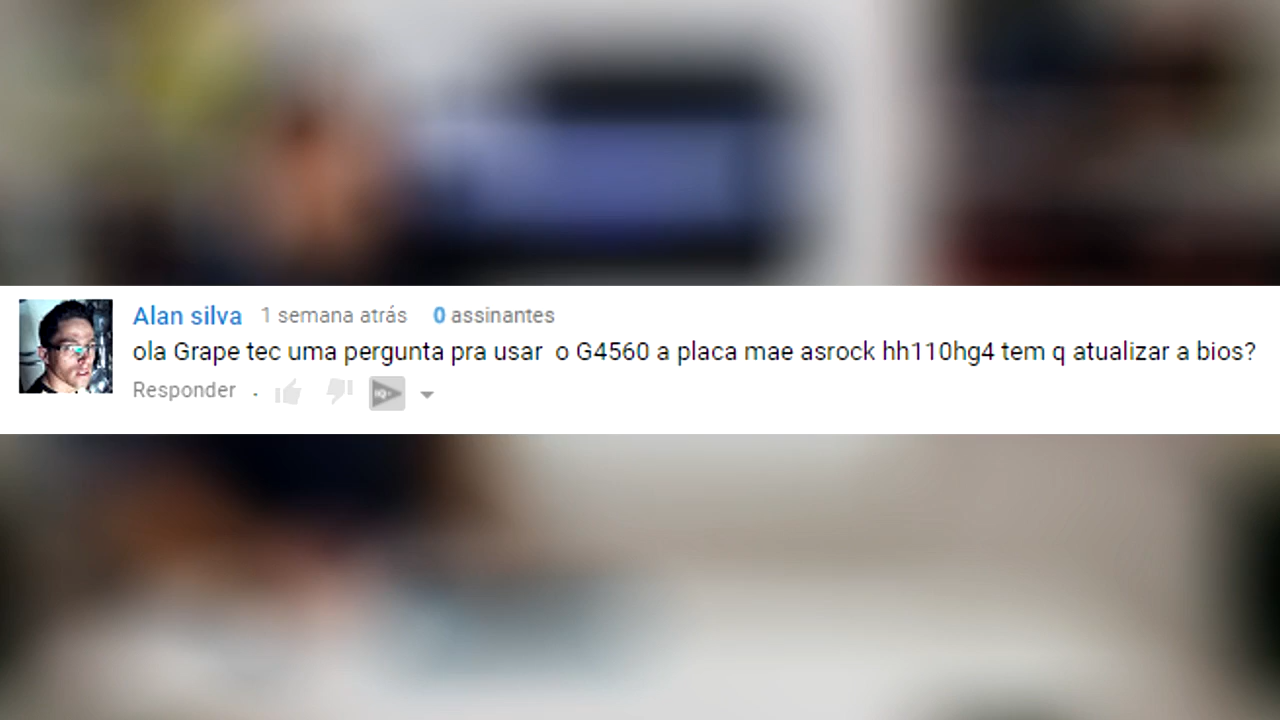 Alan silva 1 semana atrás 0 assinantes
ola Grape tec uma pergunta pra usar o G4560 a placa mae asrock hh110hg4 tem q atualizar a bios?
Responder